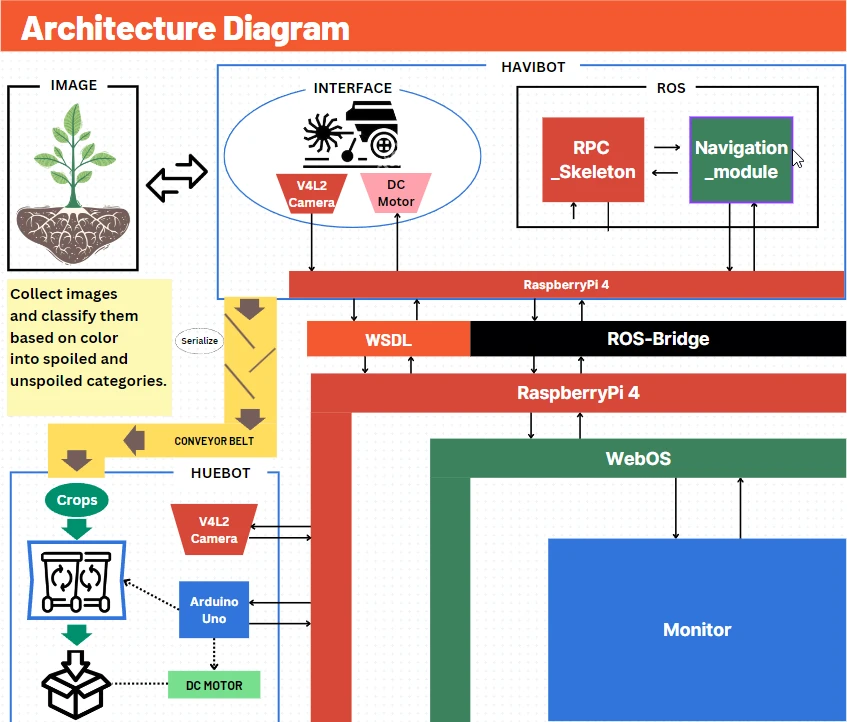 Architecture Diagram
HAVIBOT
IMAGE
INTERFACE
ROS
RPC
_Skeleton
Navigation
_module
V4L2
Camera
DC
Motor
RaspberryPi 4
Collect images
and classify them
based on color
into spoiled and
unspoiled categories.
Serialize
WSDL
ROS-Bridge
RaspberryPi 4
CONVEYOR BELT
WebOS
HUEBOT
Crops
V4L2
Camera
Arduino
Uno
DC MOTOR
Monitor